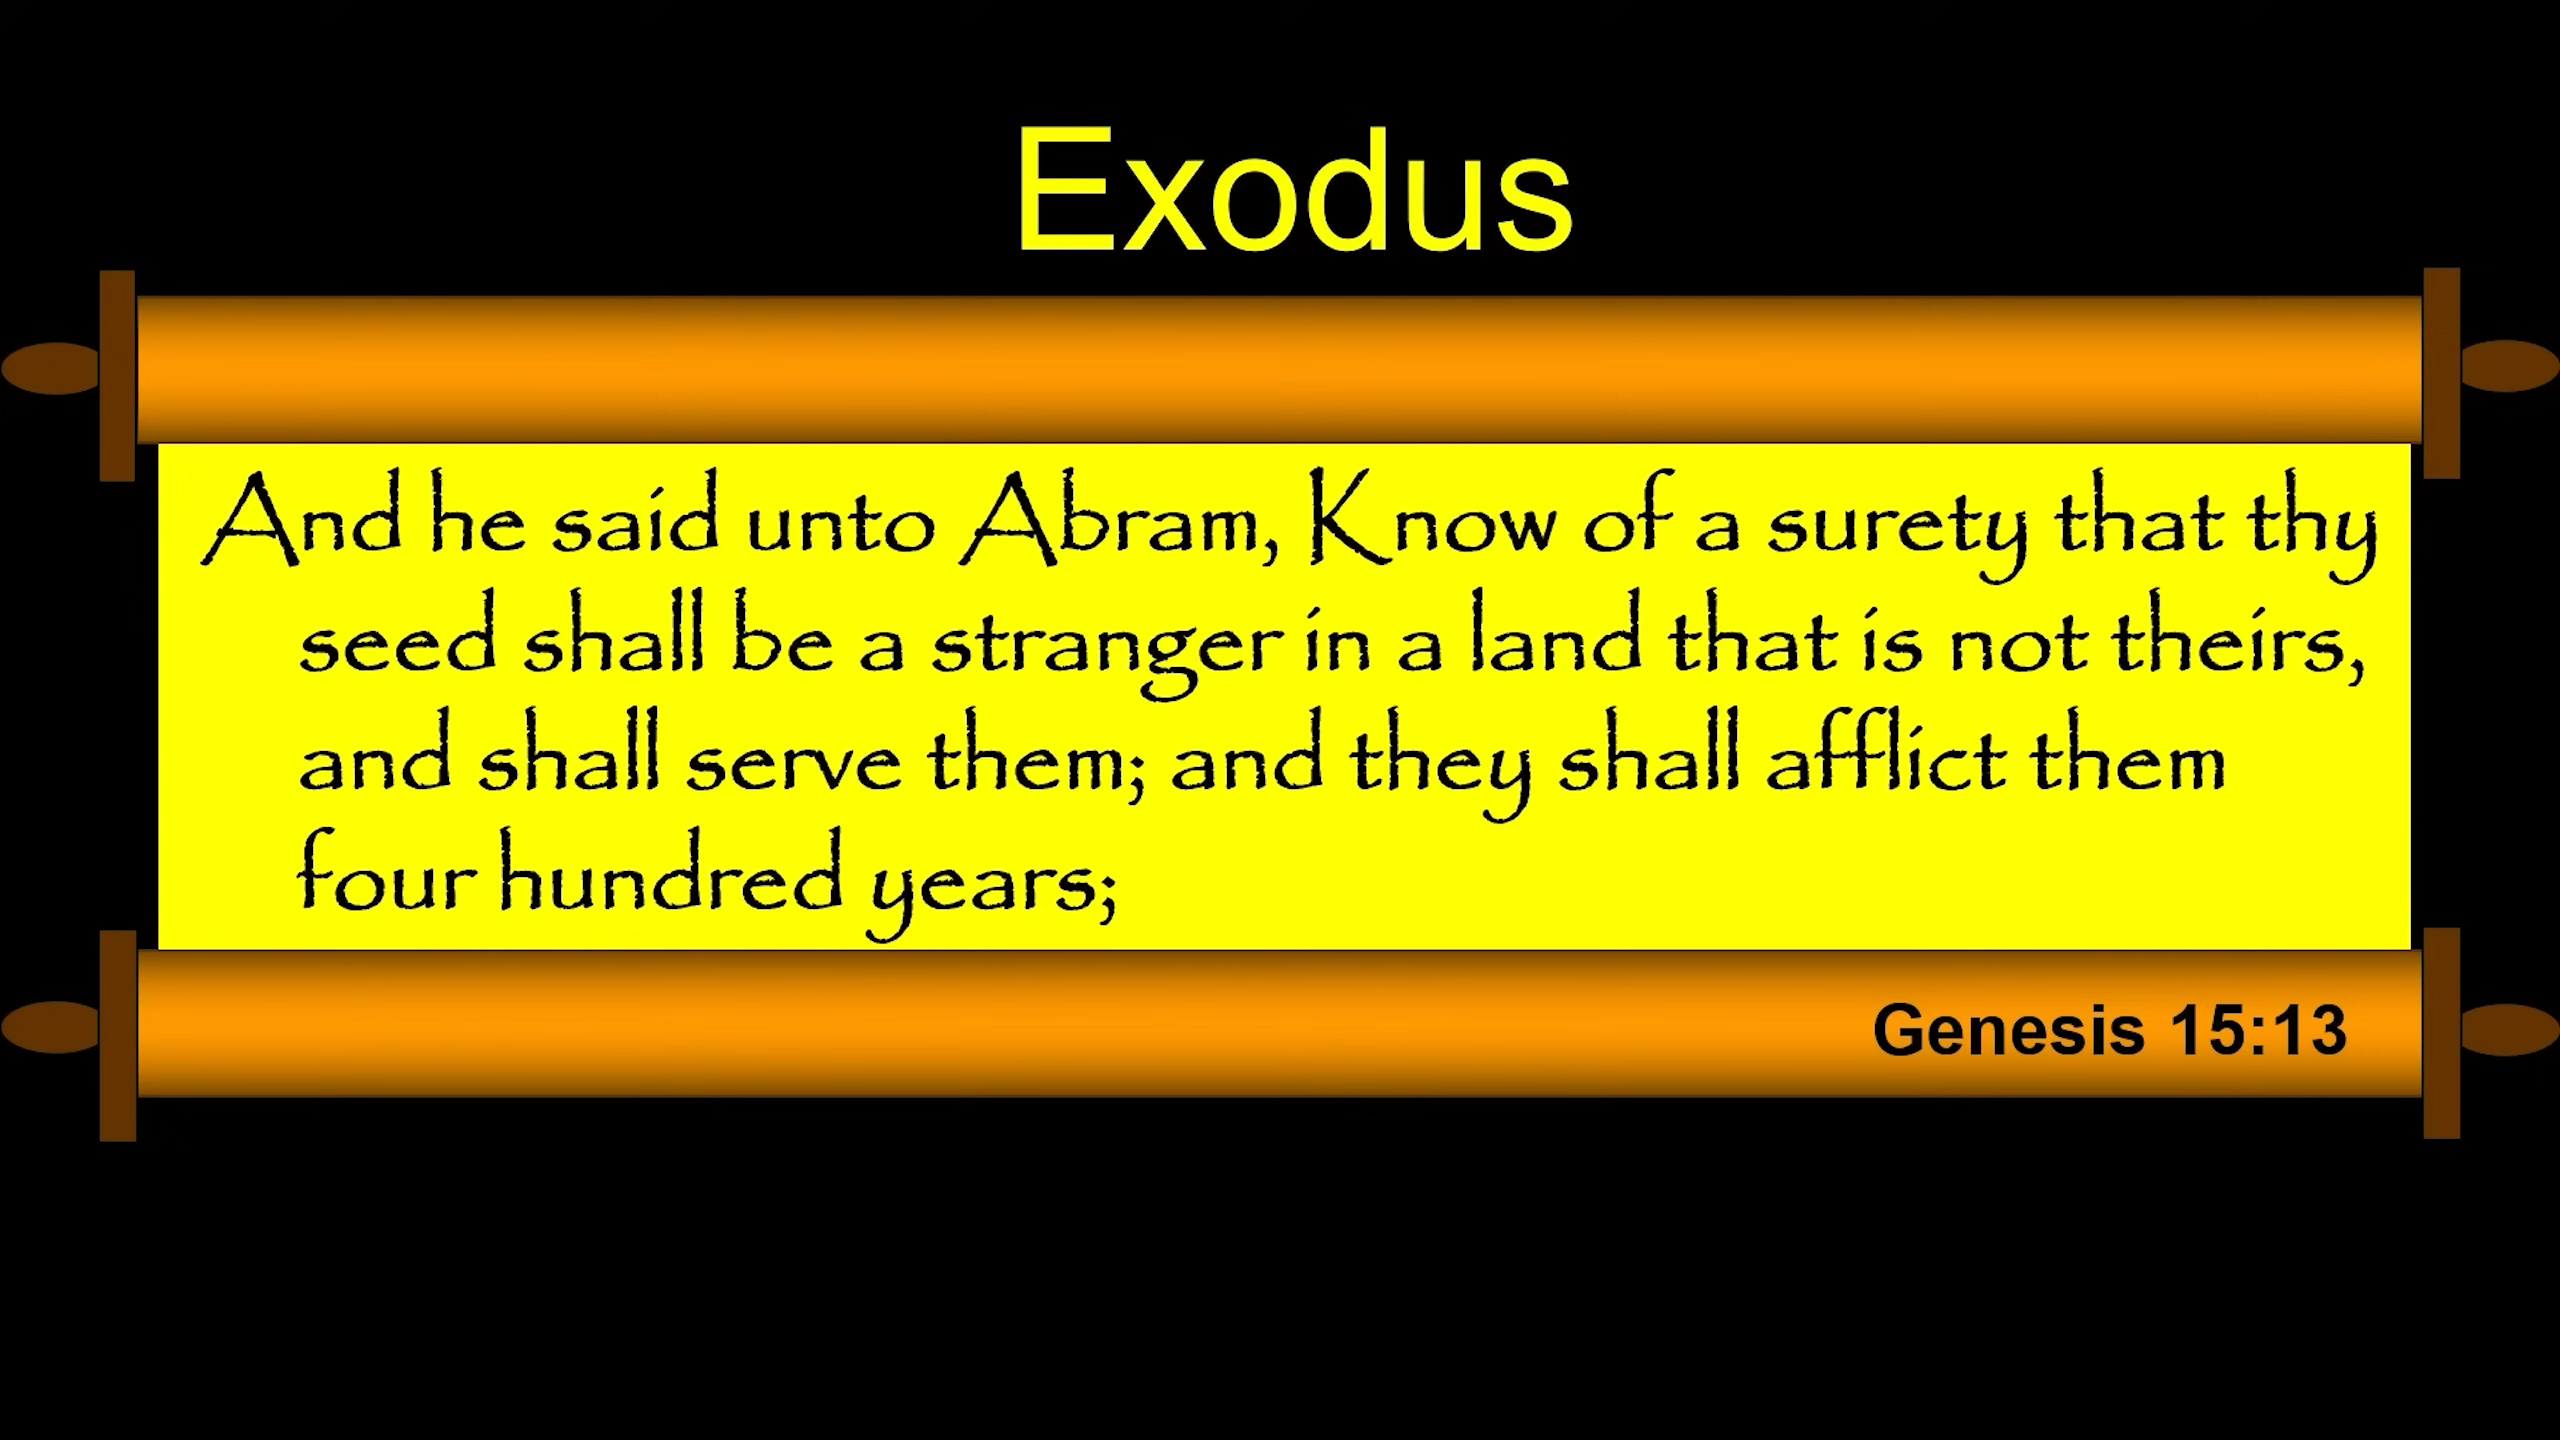 Exodus
And he said unto Abram, Know of a surety that thy
seed shall be a stranger in a land that is not theirs,
and shall serve them; and they shall afflict them
four hundred years;
Genesis 15:13